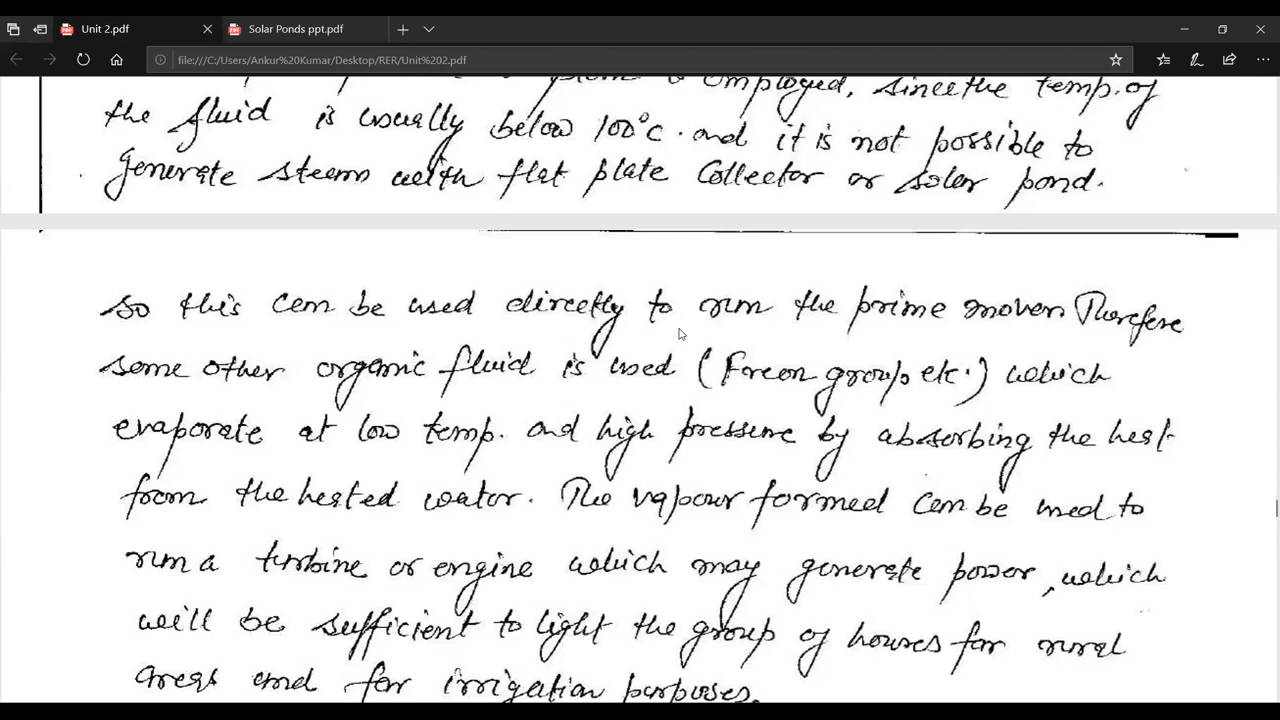 Unit 2.pdf
Solar Ponds ppt.pdf
file:///C:/Users/Ankur%20Kumar/Desktop/RER/Unit%202.pdf
employed, since the temp. of
the fluid is usually below 100°C. and it is not possible to
generate steam with flat plate Collector or solar pond.
so this can be used directly to run the prime mover. Therefore
some other organic fluid is used (Freon group etc.) which
evaporate at low temp. and high pressure by absorbing the heat
from the heated water. The vapour formed can be used to
run a turbine or engine which may generate power, which
will be sufficient to light the group of houses for rural
areas and for irrigation purposes.